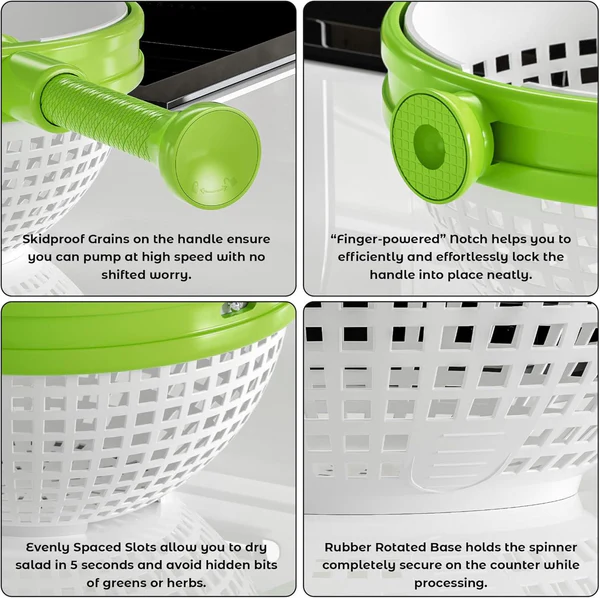 Skidproof Grains on the handle ensure
you can pump at high speed with no
shifted worry.
“Finger-powered” Notch helps you to
efficiently and effortlessly lock the
handle into place neatly.
Evenly Spaced Slots allow you to dry
salad in 5 seconds and avoid hidden bits
of greens or herbs.
Rubber Rotated Base holds the spinner
completely secure on the counter while
processing.